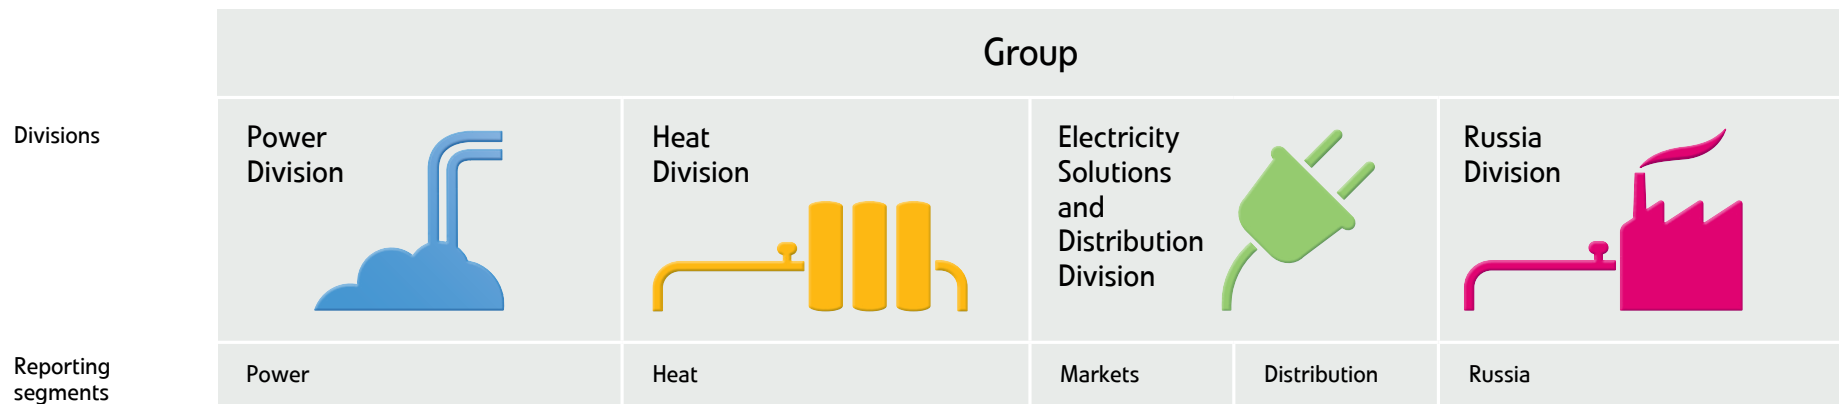 Group
Divisions
Power
Division
Heat
Division
Electricity
Solutions
and
Distribution
Division
Russia
Division
Reporting
segments
Power
Heat
Markets
Distribution
Russia